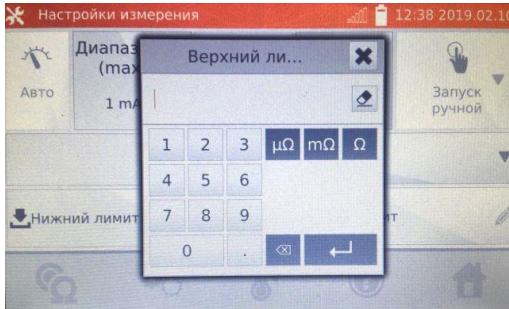 Настройки измерения 12:38 2019.02.10
Верхний ли...
Диапаз
(max
1 mA
Авто
Запуск
ручной
1 2 3 μΩ mΩ Ω
4 5 6
7 8 9
0 .
Нижний лимит ит